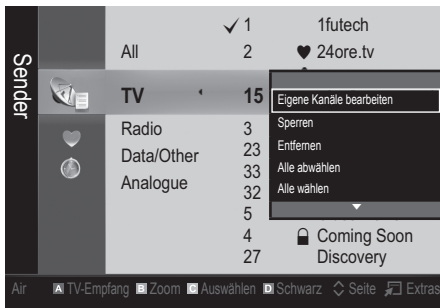 Sender
✓ 1 1futech
All 2 ♥ 24ore.tv
TV 15
Radio 3
Data/Other 23
Analogue 33
32
5
4 Coming Soon
27 Discovery
Eigene Kanäle bearbeiten
Sperren
Entfernen
Alle abwählen
Alle wählen
Air A TV-Empfang B Zoom C Auswählen D Schwarz Seite Extras